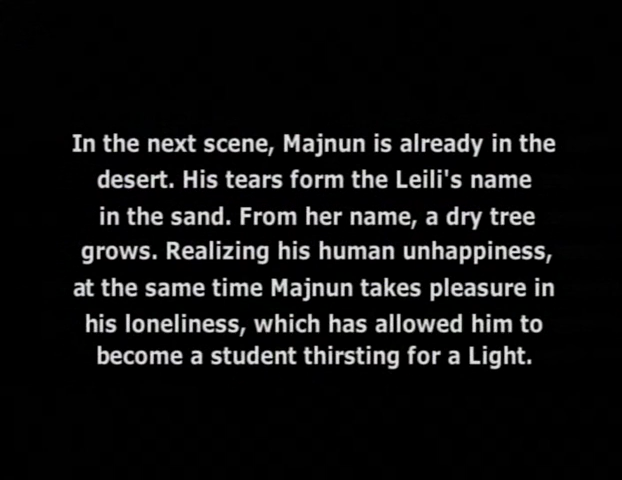 In the next scene, Majnun is already in the
desert. His tears form the Leili's name
in the sand. From her name, a dry tree
grows. Realizing his human unhappiness,
at the same time Majnun takes pleasure in
his loneliness, which has allowed him to
become a student thirsting for a Light.